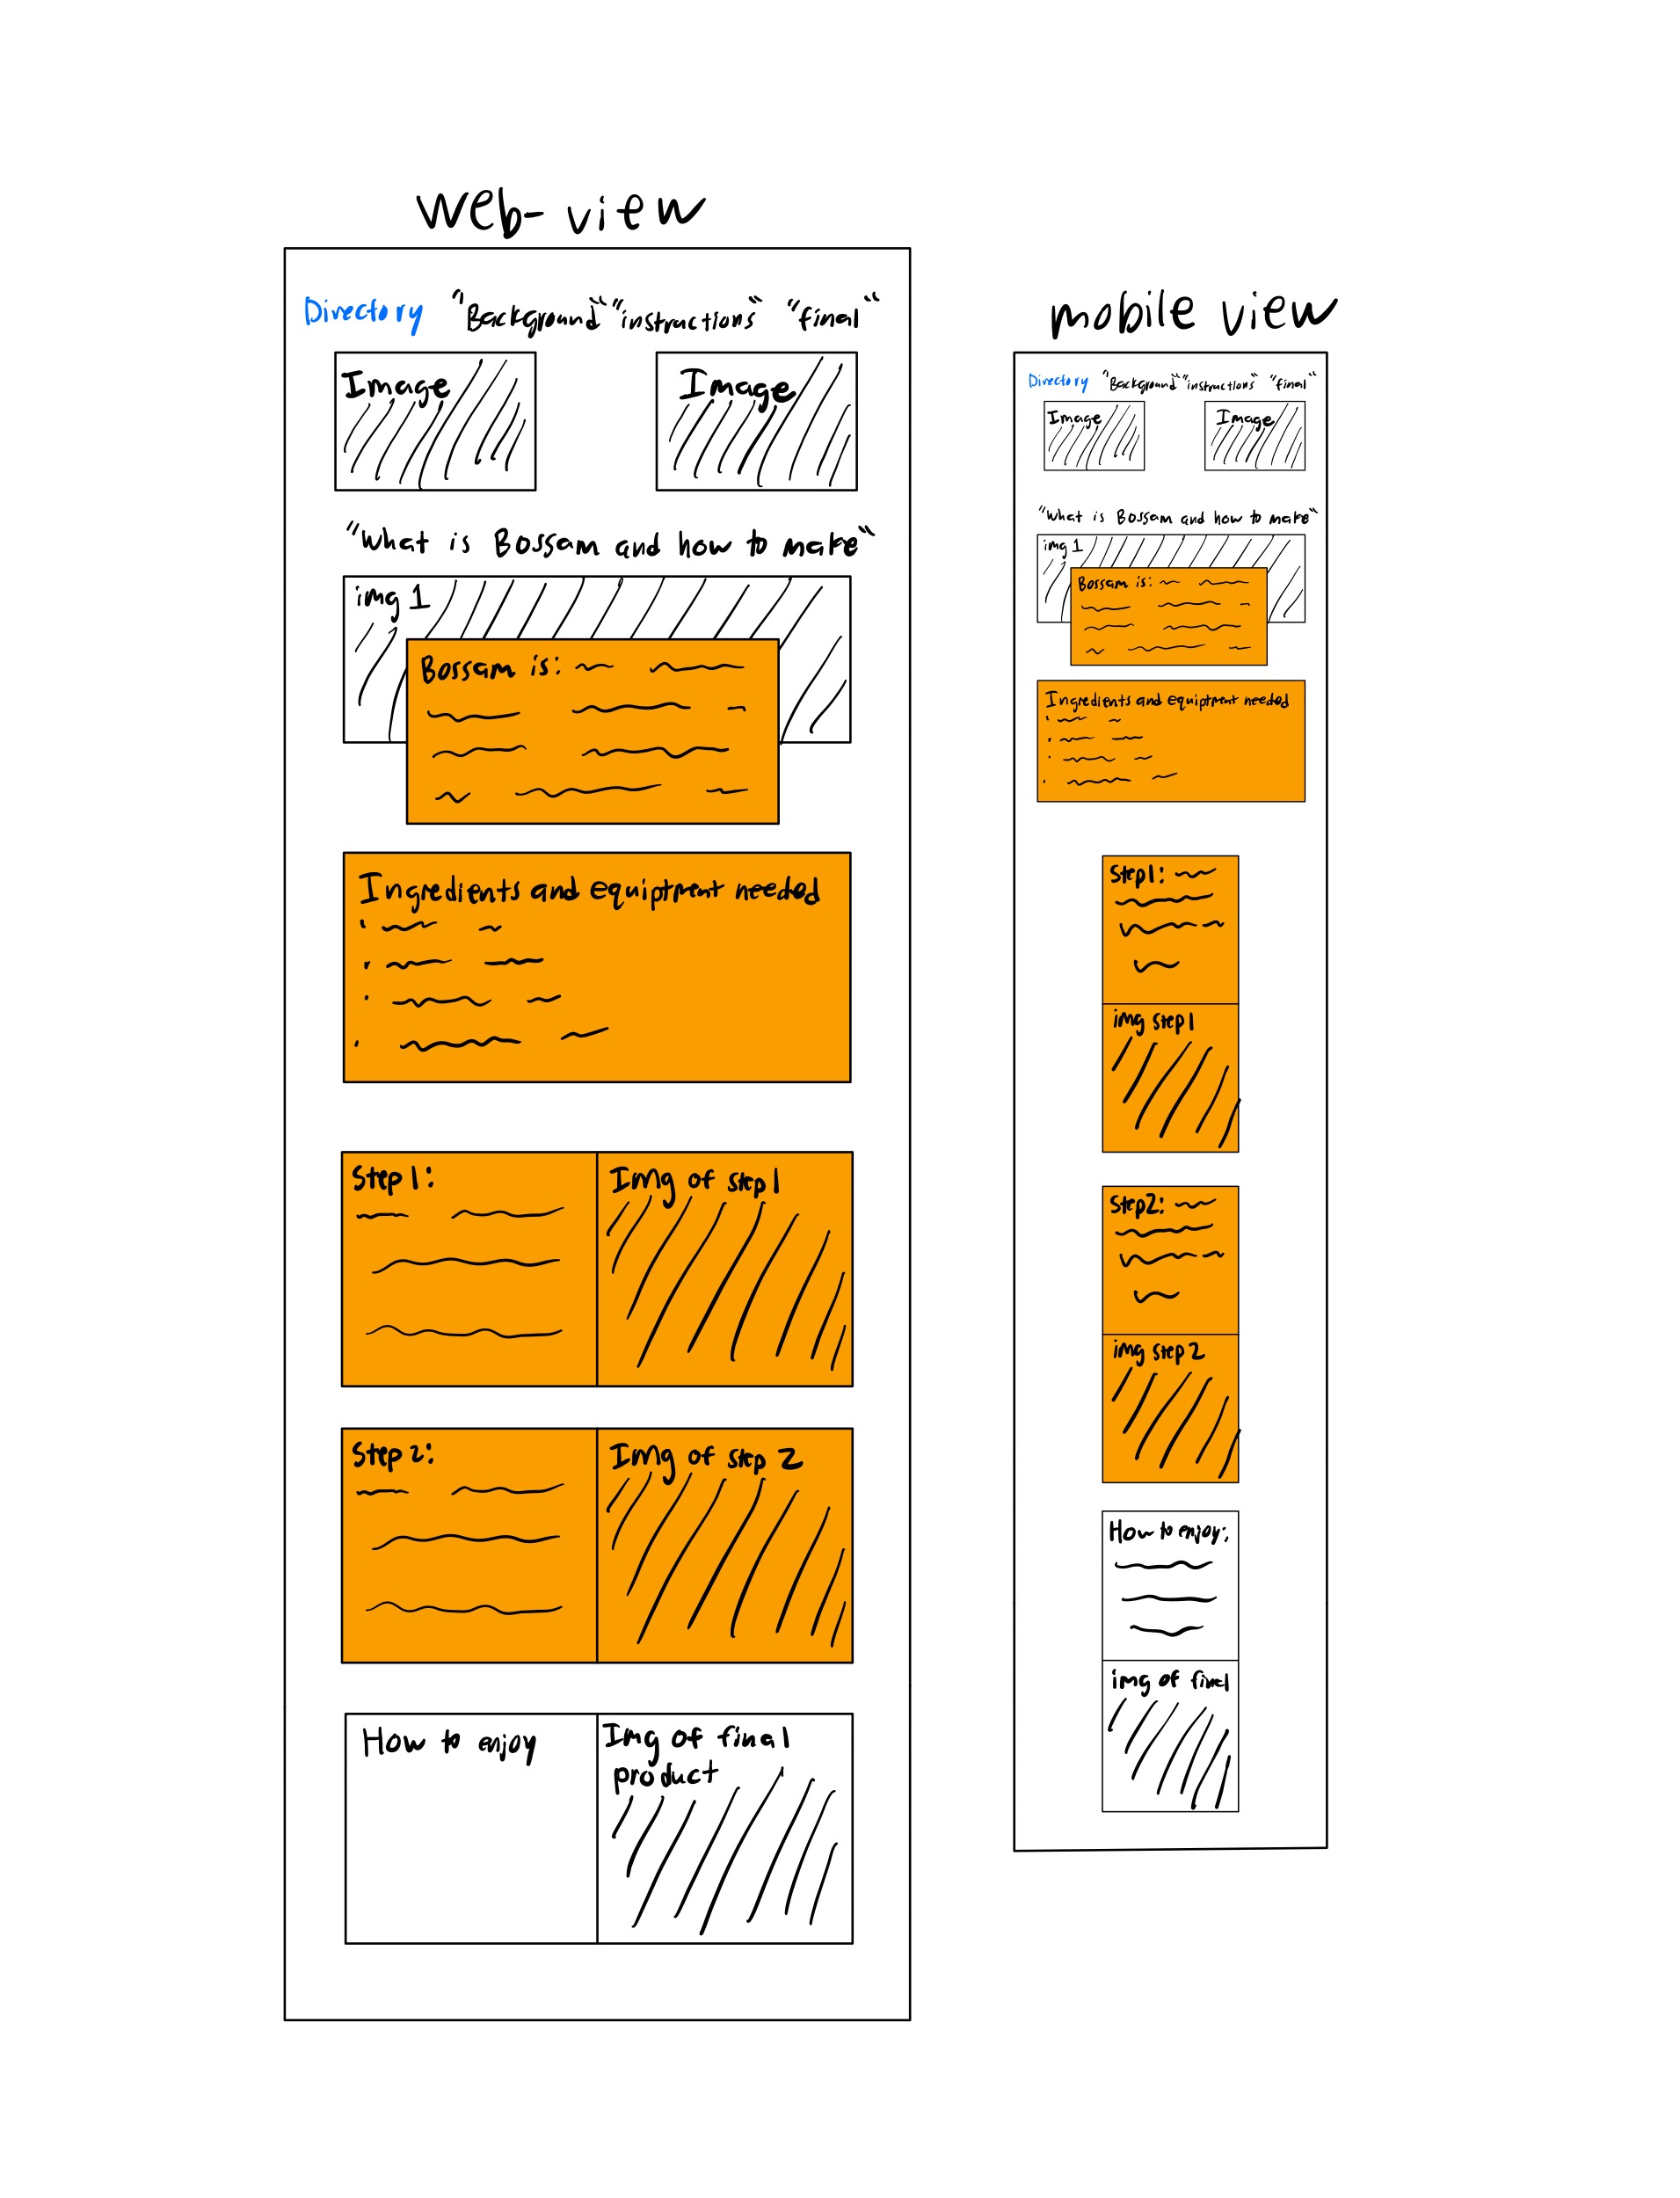 web-view
Directory "Background" "instructions" "final"
Image Image
"What is Bossam and how to make"
img 1
Bossam is:
Ingredients and equiptment needed
Step 1:
Img of step 1
Step 2:
Img of step 2
How to enjoy
Img of final
product
mobile view
Directory "Background" "instructions" "final"
Image Image
"What is Bossam and how to make"
img 1
Bossam is:
Ingredients and equiptment needed
Step1:
img step1
Step2:
img step 2
How to enjoy:
img of final